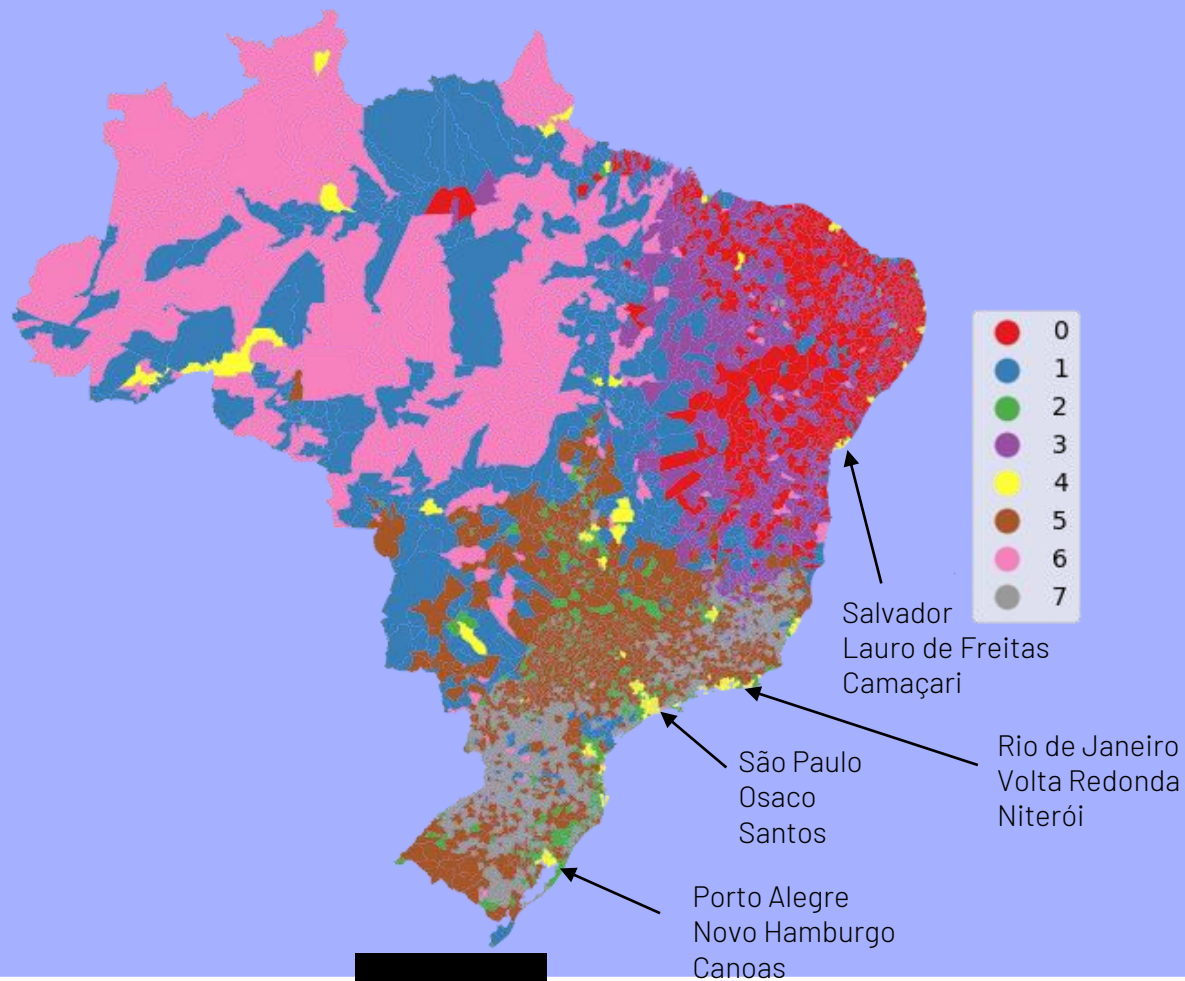 0
1
2
3
4
5
6
7
Salvador
Lauro de Freitas
Camaçari
Rio de Janeiro
Volta Redonda
Niterói
São Paulo
Osaco
Santos
Porto Alegre
Novo Hamburgo
Canoas